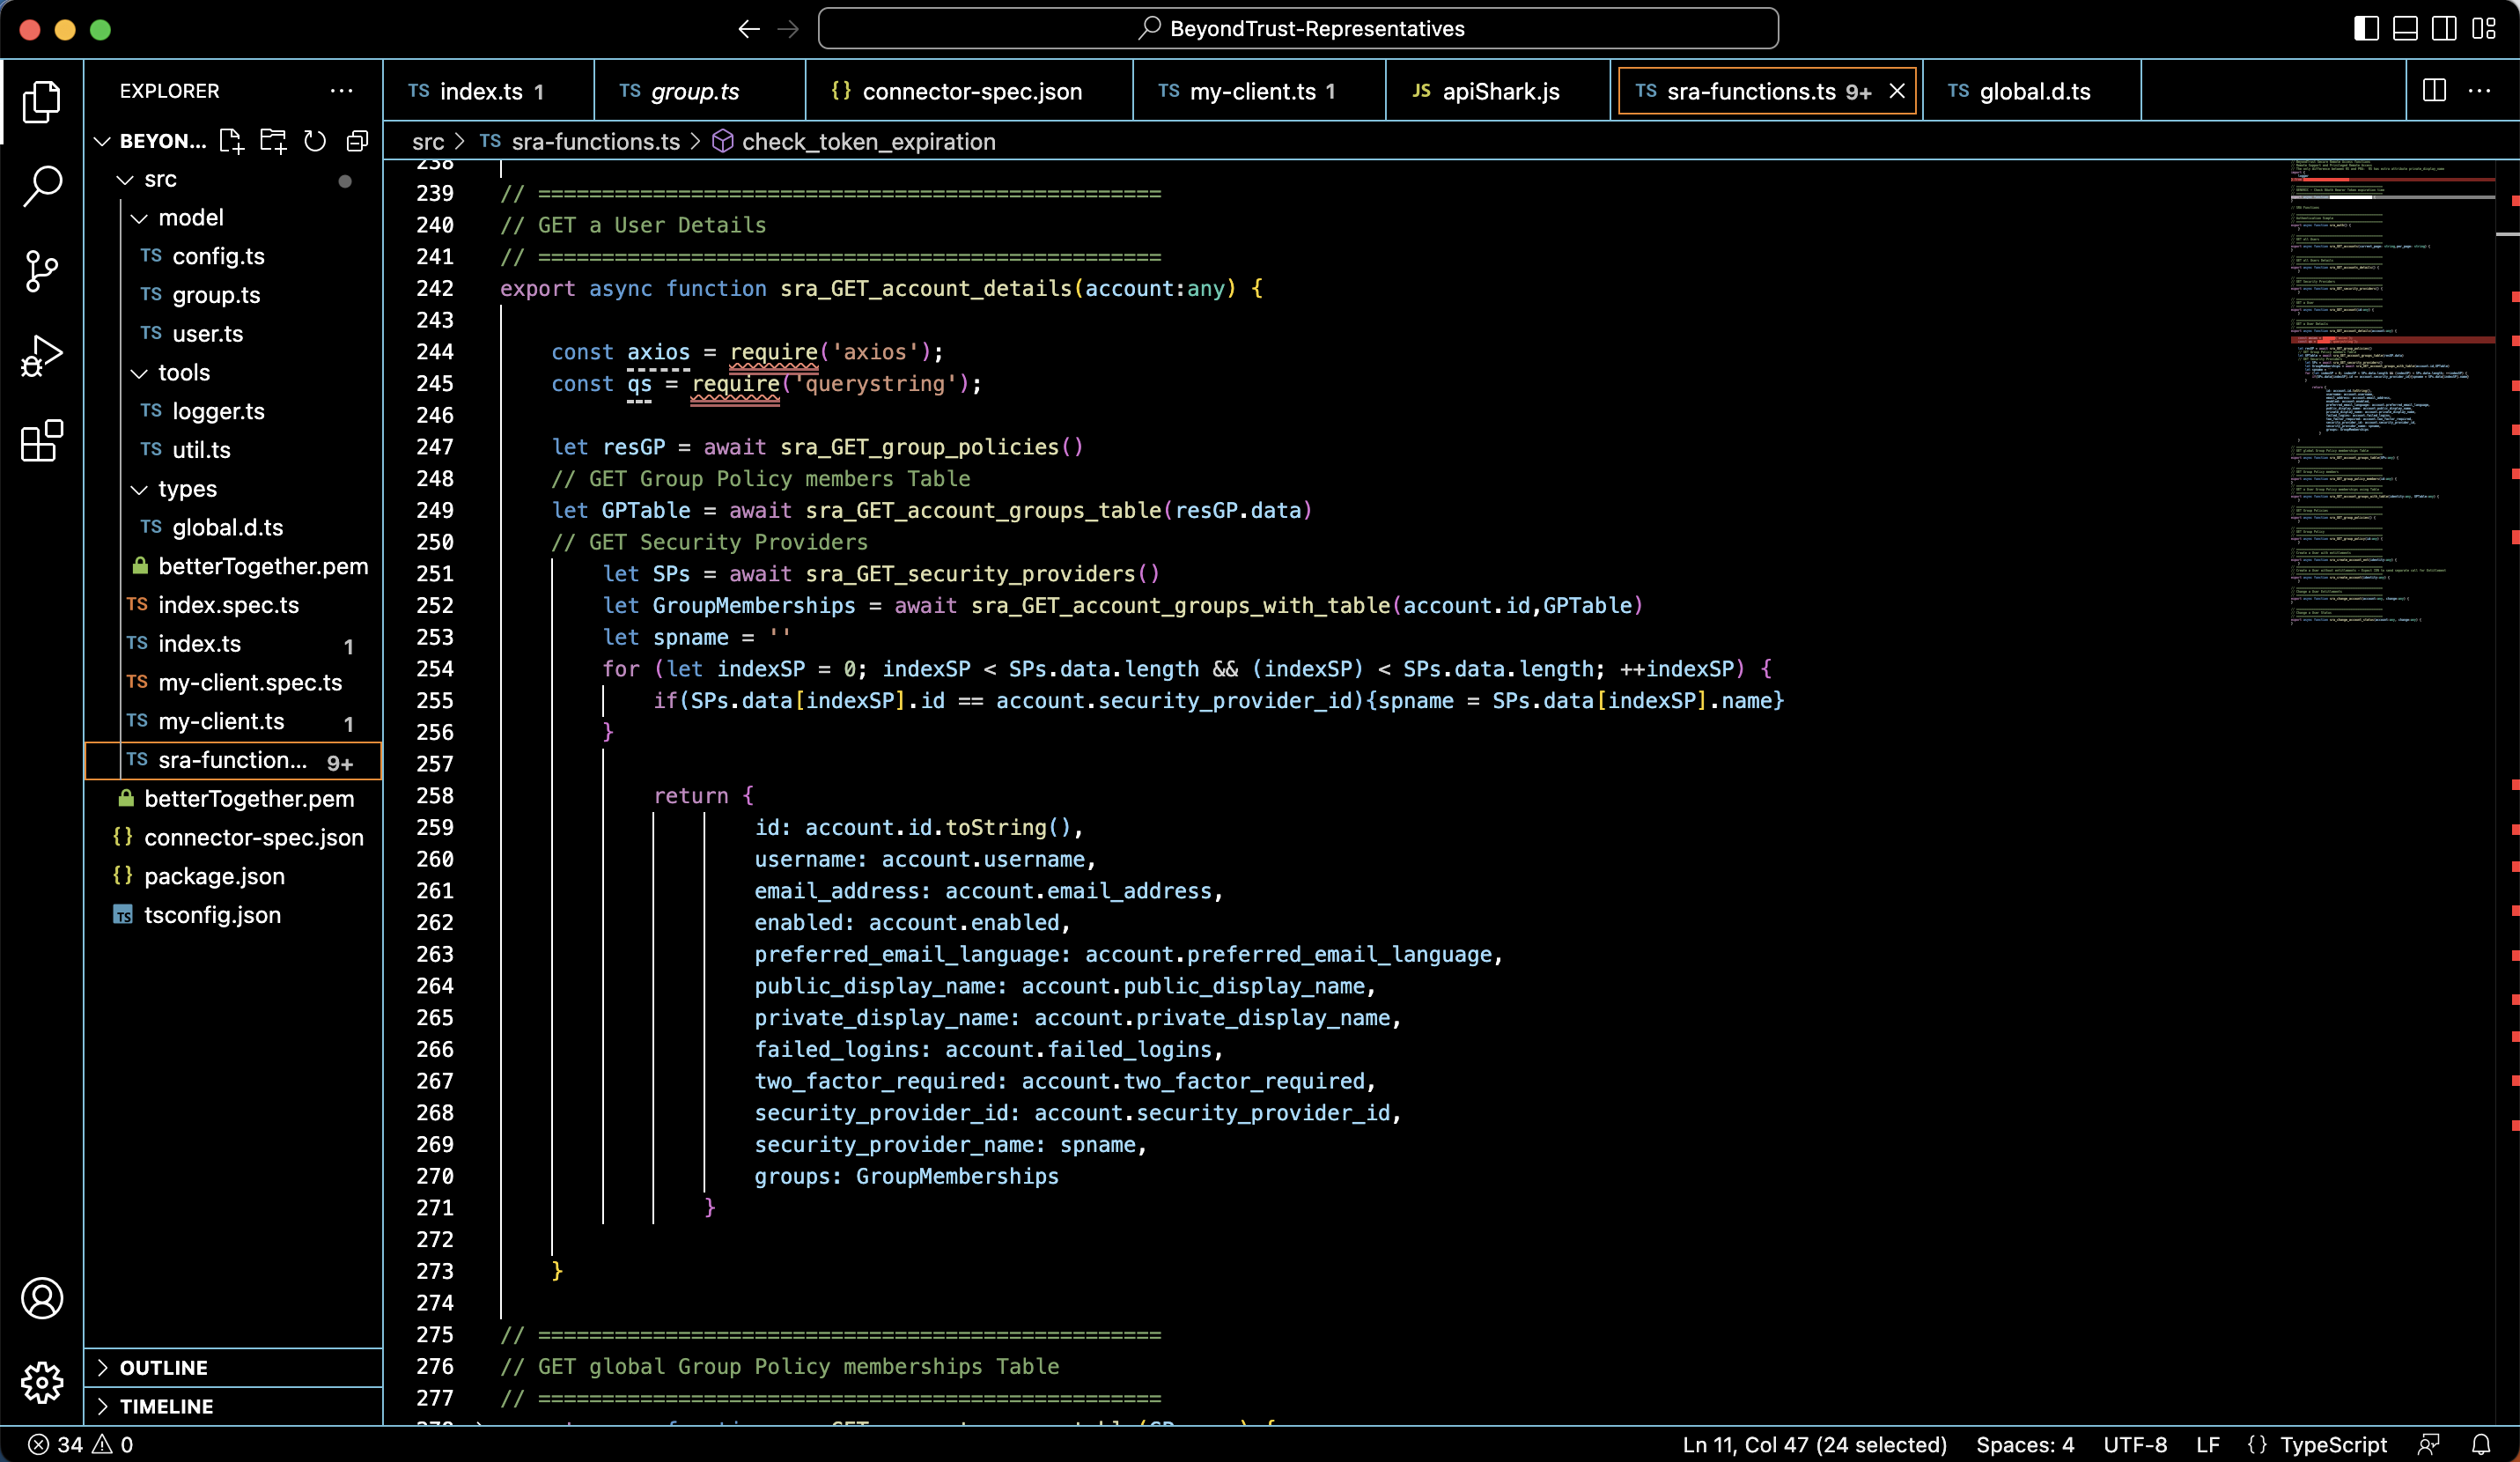 BeyondTrust-Representatives
EXPLORER
BEYON...
src
model
TS config.ts
TS group.ts
TS user.ts
tools
TS logger.ts
TS util.ts
types
TS global.d.ts
betterTogether.pem
TS index.spec.ts
TS index.ts 1
TS my-client.spec.ts
TS my-client.ts 1
TS sra-function... 9+
betterTogether.pem
{} connector-spec.json
{} package.json
TS tsconfig.json
OUTLINE
TIMELINE
TS index.ts 1
TS group.ts
{} connector-spec.json
TS my-client.ts 1
JS apiShark.js
TS sra-functions.ts 9+
TS global.d.ts
src > TS sra-functions.ts > check_token_expiration
238
239 // =================================================
240 // GET a User Details
241 // =================================================
242 export async function sra_GET_account_details(account:any) {
243
244 const axios = require('axios');
245 const qs = require('querystring');
246
247 let resGP = await sra_GET_group_policies()
248 // GET Group Policy members Table
249 let GPTable = await sra_GET_account_groups_table(resGP.data)
250 // GET Security Providers
251 let SPs = await sra_GET_security_providers()
252 let GroupMemberships = await sra_GET_account_groups_with_table(account.id,GPTable)
253 let spname = ''
254 for (let indexSP = 0; indexSP < SPs.data.length && (indexSP) < SPs.data.length; ++indexSP) {
255 if(SPs.data[indexSP].id == account.security_provider_id){spname = SPs.data[indexSP].name}
256 }
257
258 return {
259 id: account.id.toString(),
260 username: account.username,
261 email_address: account.email_address,
262 enabled: account.enabled,
263 preferred_email_language: account.preferred_email_language,
264 public_display_name: account.public_display_name,
265 private_display_name: account.private_display_name,
266 failed_logins: account.failed_logins,
267 two_factor_required: account.two_factor_required,
268 security_provider_id: account.security_provider_id,
269 security_provider_name: spname,
270 groups: GroupMemberships
271 }
272
273 }
274
275 // =================================================
276 // GET global Group Policy memberships Table
277 // =================================================
34 0
Ln 11, Col 47 (24 selected)
Spaces: 4
UTF-8
LF
{} TypeScript